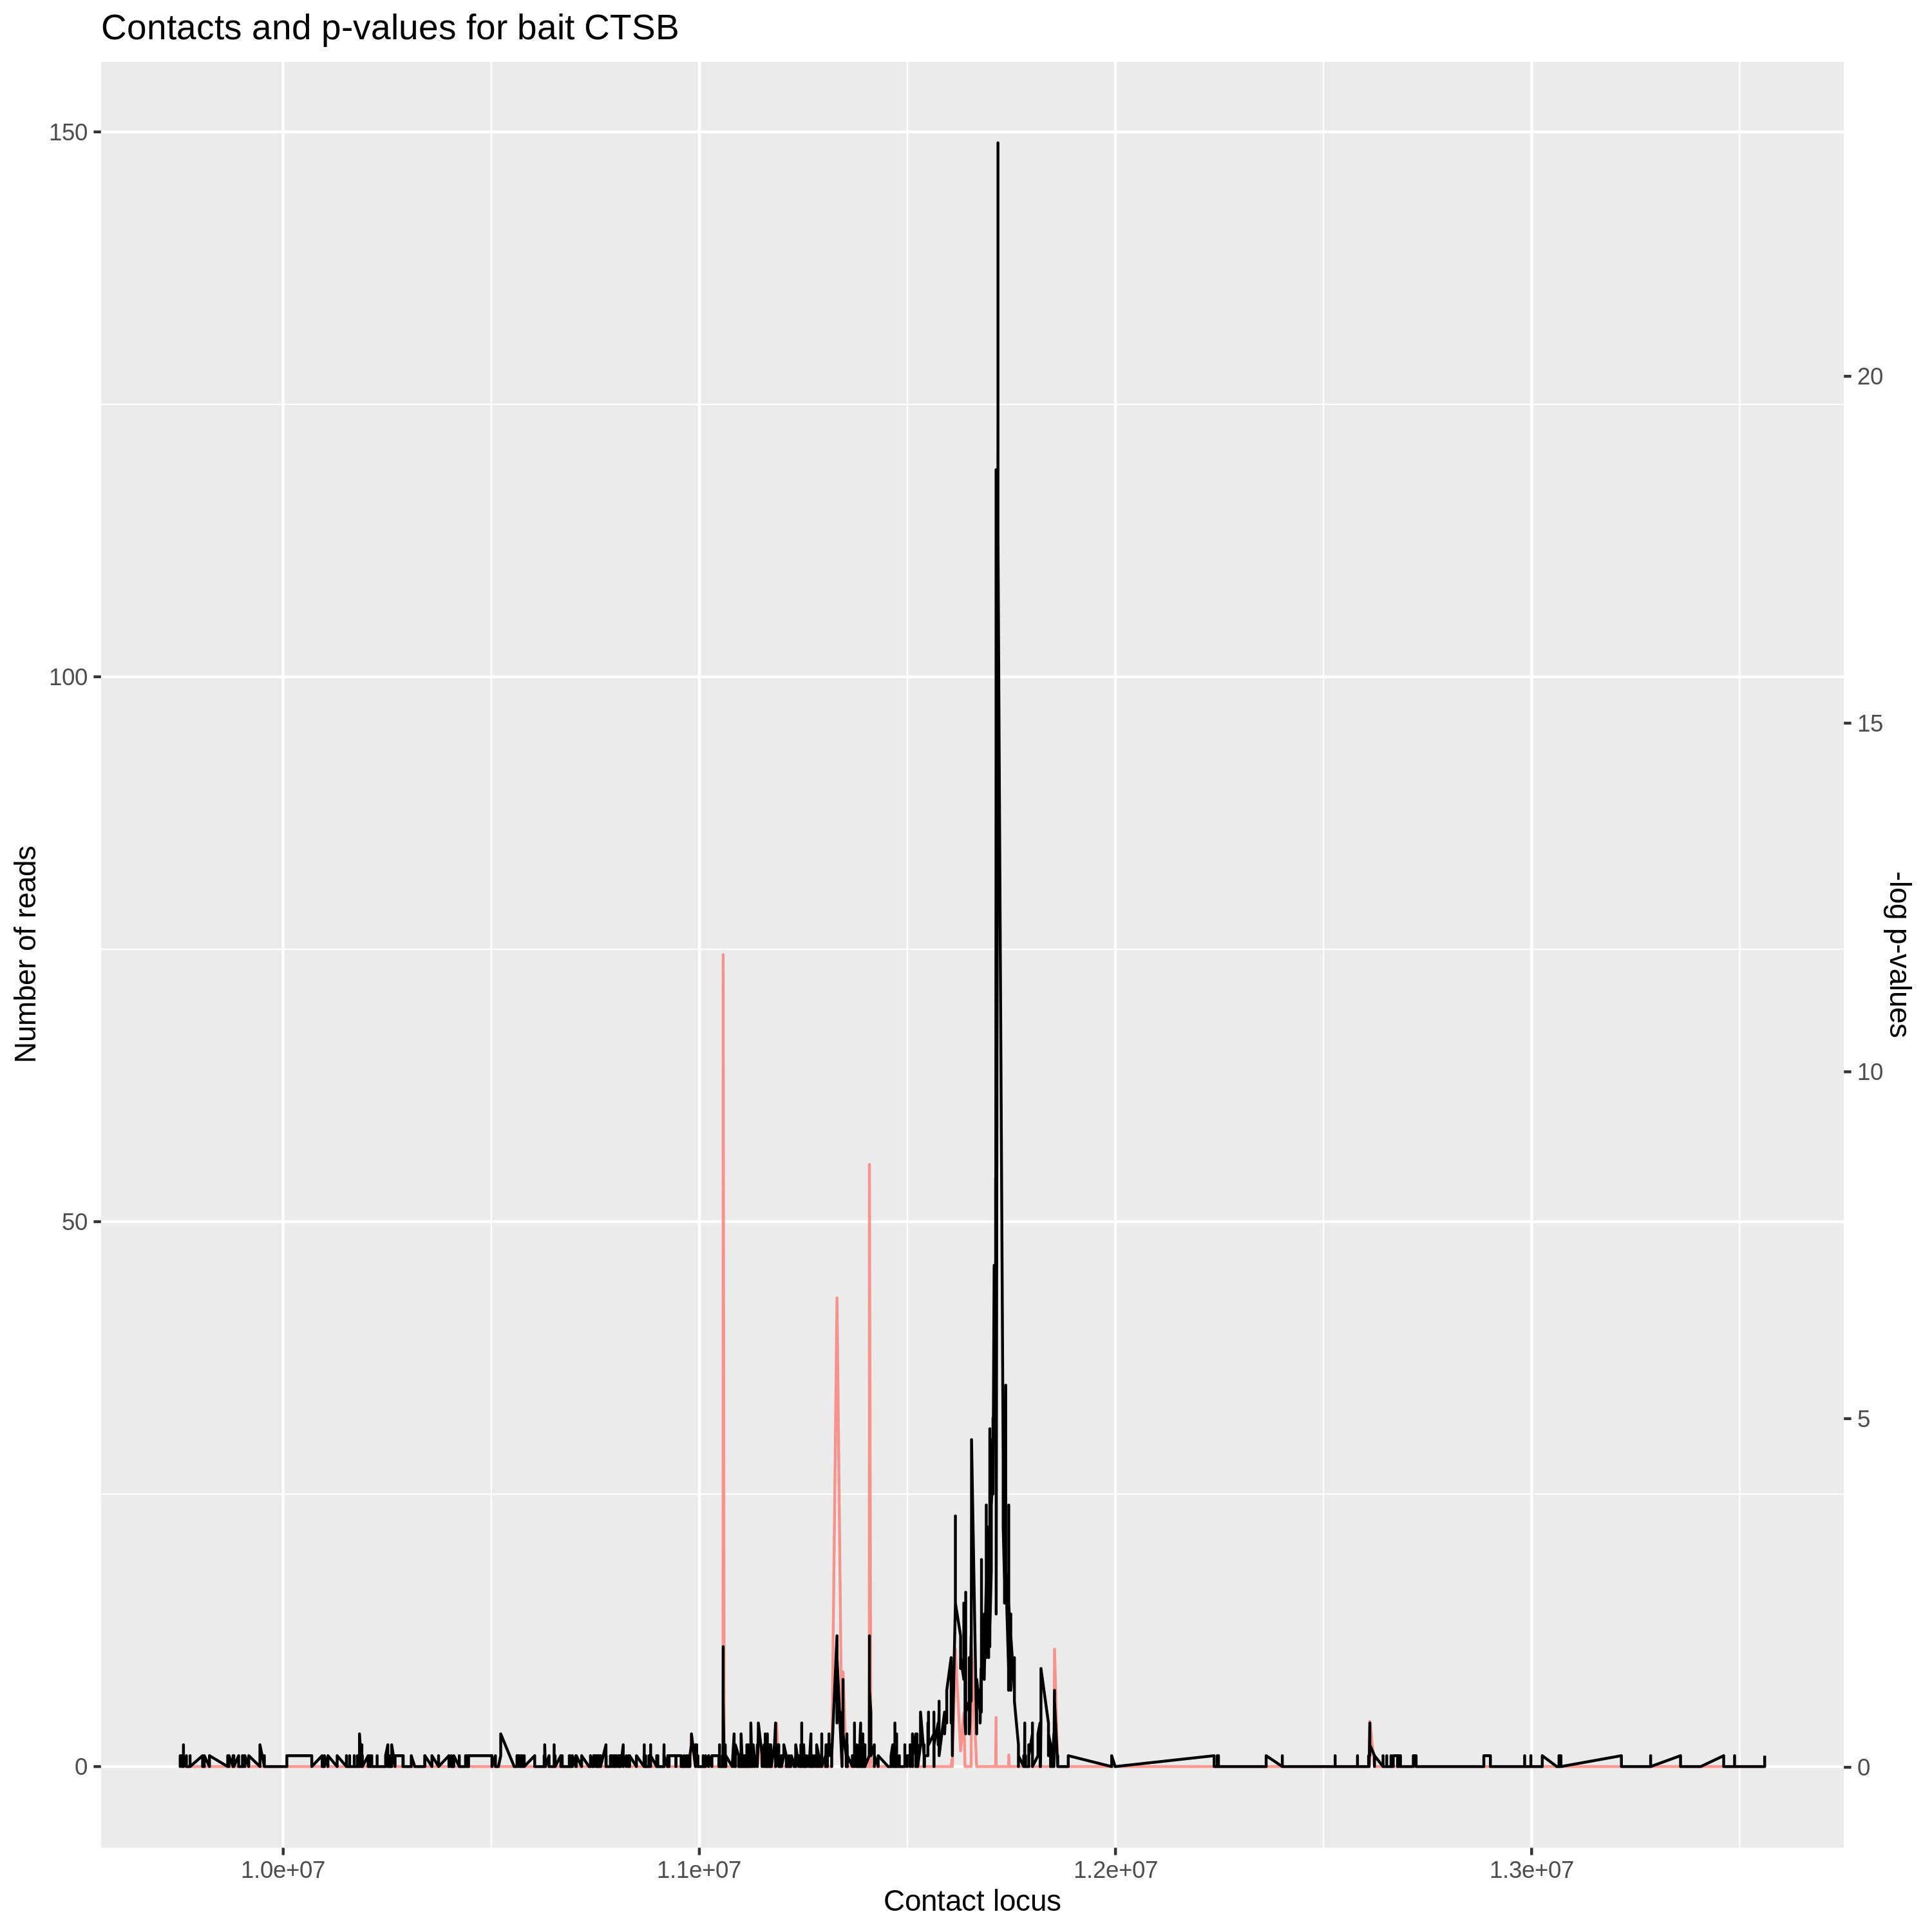 Contacts and p-values for bait CTSB
150
100
50
0
Number of reads
20
15
10
5
0
-log p-values
1.0e+07
1.1e+07
1.2e+07
1.3e+07
Contact locus